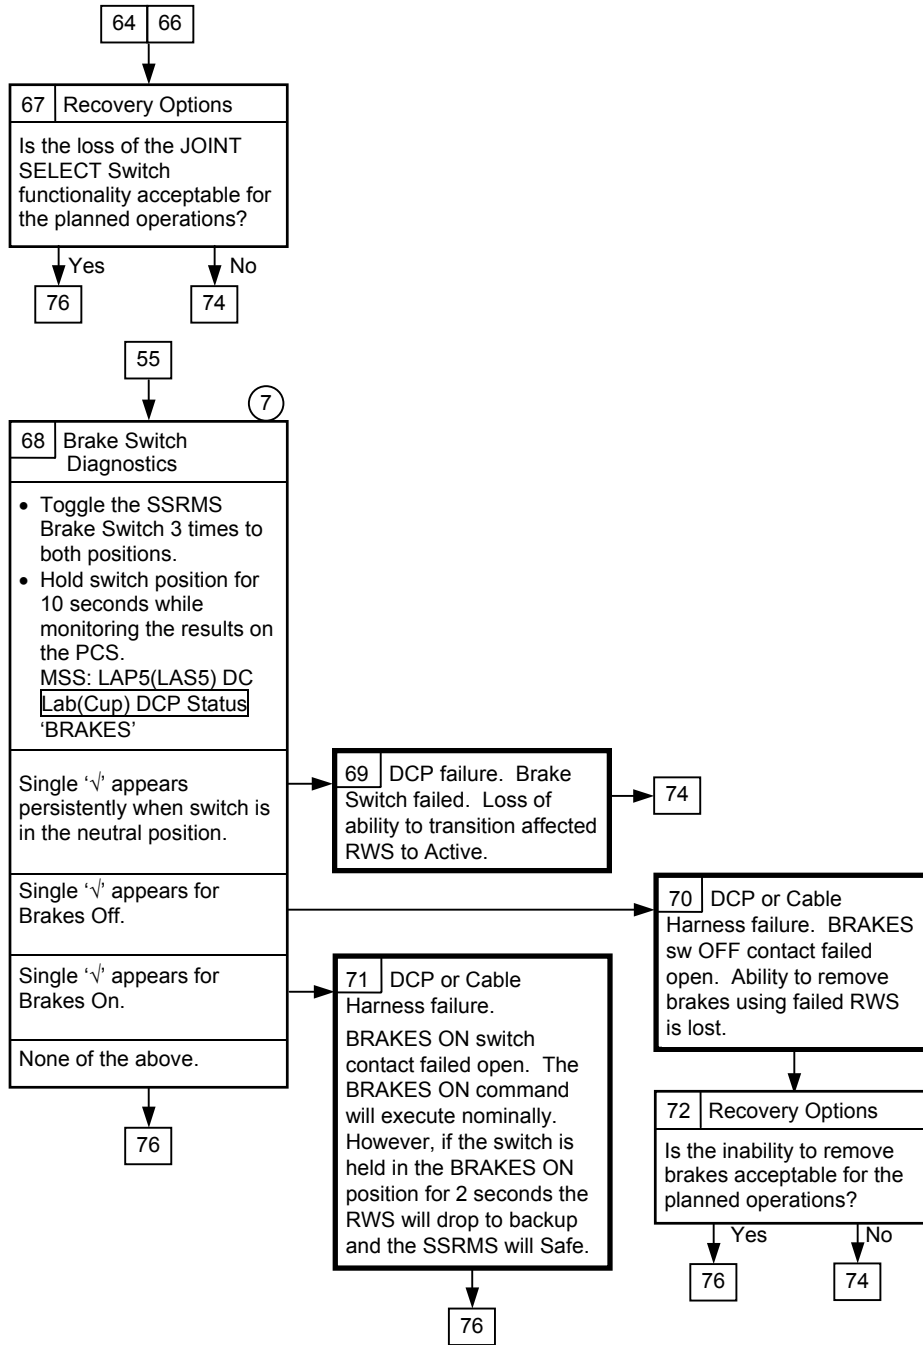 64 66
67 Recovery Options
Is the loss of the JOINT
SELECT Switch
functionality acceptable for
the planned operations?
Yes No
76 74
55
7
68 Brake Switch
Diagnostics
• Toggle the SSRMS
Brake Switch 3 times to
both positions.
• Hold switch position for
10 seconds while
monitoring the results on
the PCS.
MSS: LAP5(LAS5) DC
Lab(Cup) DCP Status
‘BRAKES’
Single ‘√’ appears
persistently when switch is
in the neutral position.
69 DCP failure. Brake
Switch failed. Loss of
ability to transition affected
RWS to Active.
74
Single ‘√’ appears for
Brakes Off.
70 DCP or Cable
Harness failure. BRAKES
sw OFF contact failed
open. Ability to remove
brakes using failed RWS
is lost.
Single ‘√’ appears for
Brakes On.
71 DCP or Cable
Harness failure.
BRAKES ON switch
contact failed open. The
BRAKES ON command
will execute nominally.
However, if the switch is
held in the BRAKES ON
position for 2 seconds the
RWS will drop to backup
and the SSRMS will Safe.
76
None of the above.
76
72 Recovery Options
Is the inability to remove
brakes acceptable for the
planned operations?
Yes No
76 74